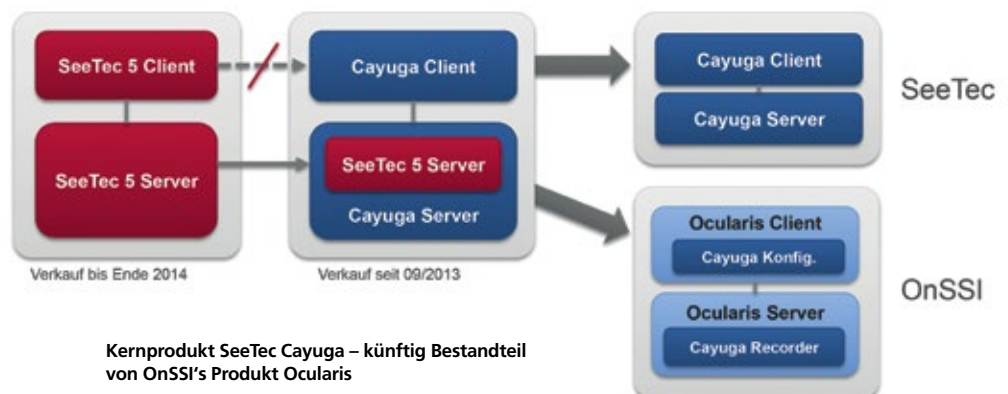 SeeTec 5 Client
SeeTec 5 Server
Verkauf bis Ende 2014
Cayuga Client
SeeTec 5 Server
Cayuga Server
Verkauf seit 09/2013
Cayuga Client
Cayuga Server
SeeTec
Ocularis Client
Cayuga Konfig.
Ocularis Server
Cayuga Recorder
OnSSI
Kernprodukt SeeTec Cayuga – künftig Bestandteil
von OnSSI's Produkt Ocularis